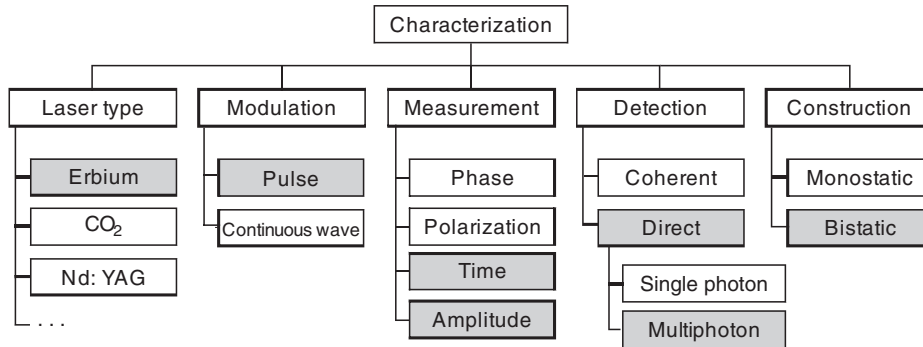 Characterization
Laser type
Modulation
Measurement
Detection
Construction
Erbium
Pulse
Phase
Coherent
Monostatic
CO₂
Continuous wave
Polarization
Direct
Bistatic
Nd: YAG
Time
Single photon
. . .
Amplitude
Multiphoton